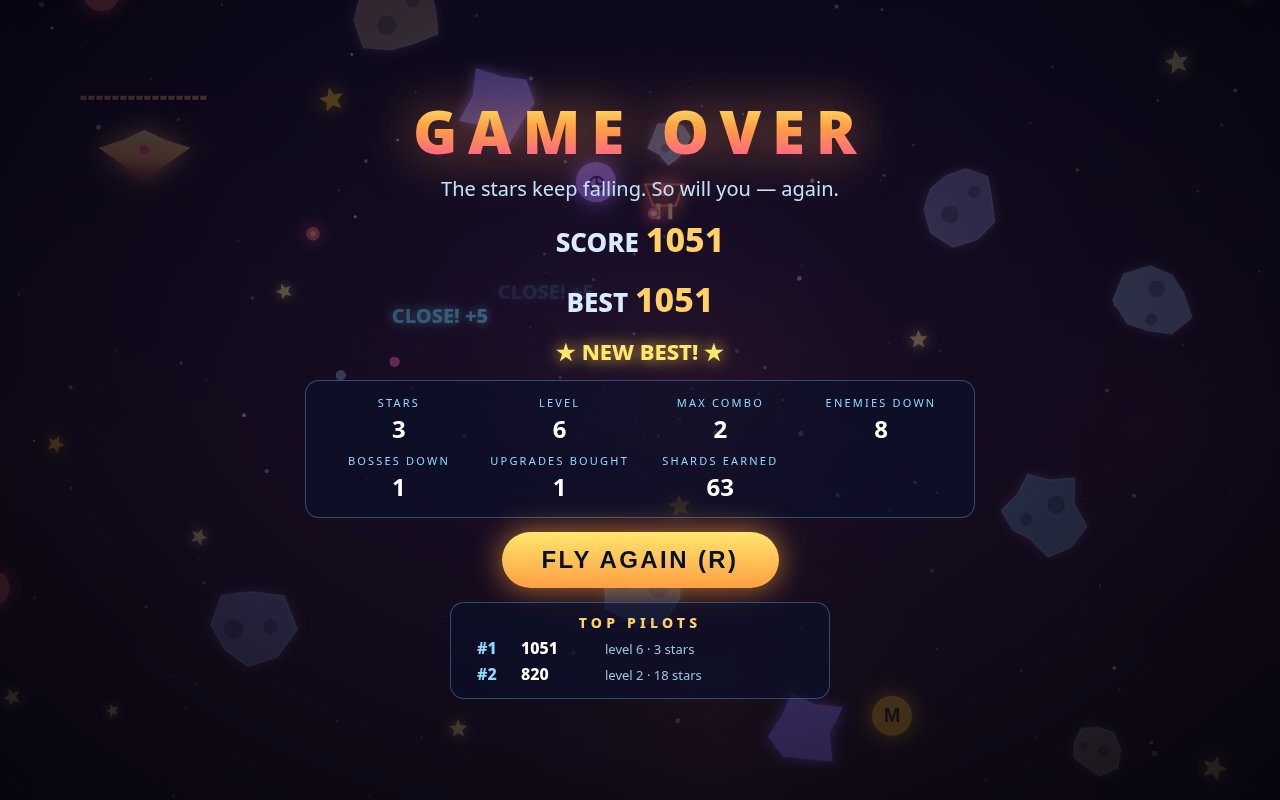 GAME OVER
The stars keep falling. So will you — again.
SCORE 1051
CLOSE! +5
BEST 1051
CLOSE! +5
★ NEW BEST! ★
STARS LEVEL MAX COMBO ENEMIES DOWN
3 6 2 8
BOSSES DOWN UPGRADES BOUGHT SHARDS EARNED
1 1 63
FLY AGAIN (R)
TOP PILOTS
#1 1051 level 6 · 3 stars
#2 820 level 2 · 18 stars
M